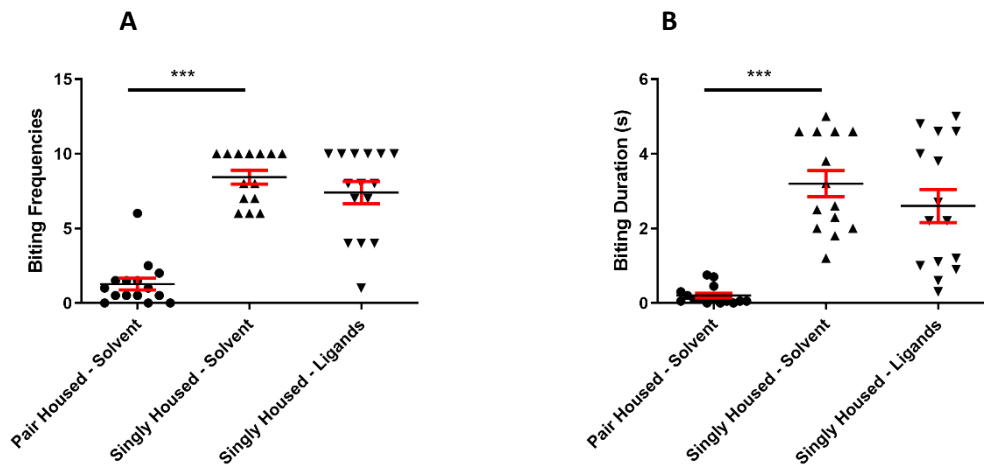 A
Biting Frequencies
15
10
5
0
***
Pair Housed - Solvent
Singly Housed - Solvent
Singly Housed - Ligands
B
Biting Duration (s)
6
4
2
0
***
Pair Housed - Solvent
Singly Housed - Solvent
Singly Housed - Ligands